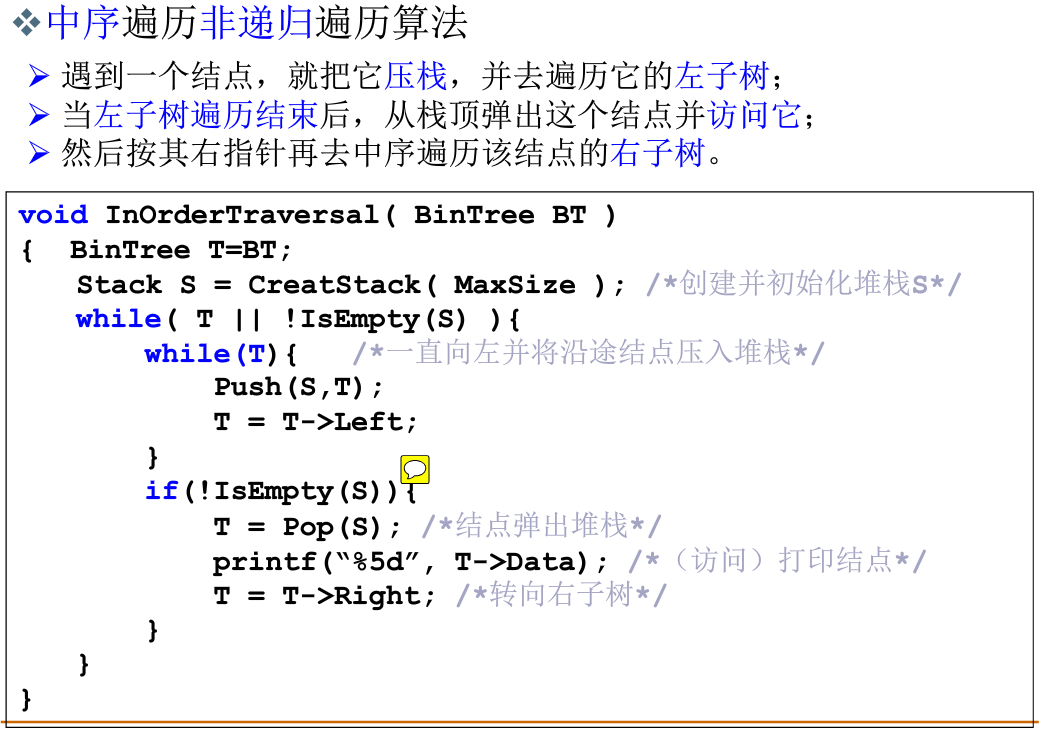 中序遍历非递归遍历算法
遇到一个结点，就把它压栈，并去遍历它的左子树；
当左子树遍历结束后，从栈顶弹出这个结点并访问它；
然后按其右指针再去中序遍历该结点的右子树。
void InOrderTraversal( BinTree BT )
{ BinTree T=BT;
Stack S = CreatStack( MaxSize ); /*创建并初始化堆栈S*/
while( T || !IsEmpty(S) ){
while(T){ /*一直向左并将沿途结点压入堆栈*/
Push(S,T);
T = T->Left;
}
if(!IsEmpty(S)){
T = Pop(S); /*结点弹出堆栈*/
printf(“%5d”, T->Data); /*（访问）打印结点*/
T = T->Right; /*转向右子树*/
}
}
}